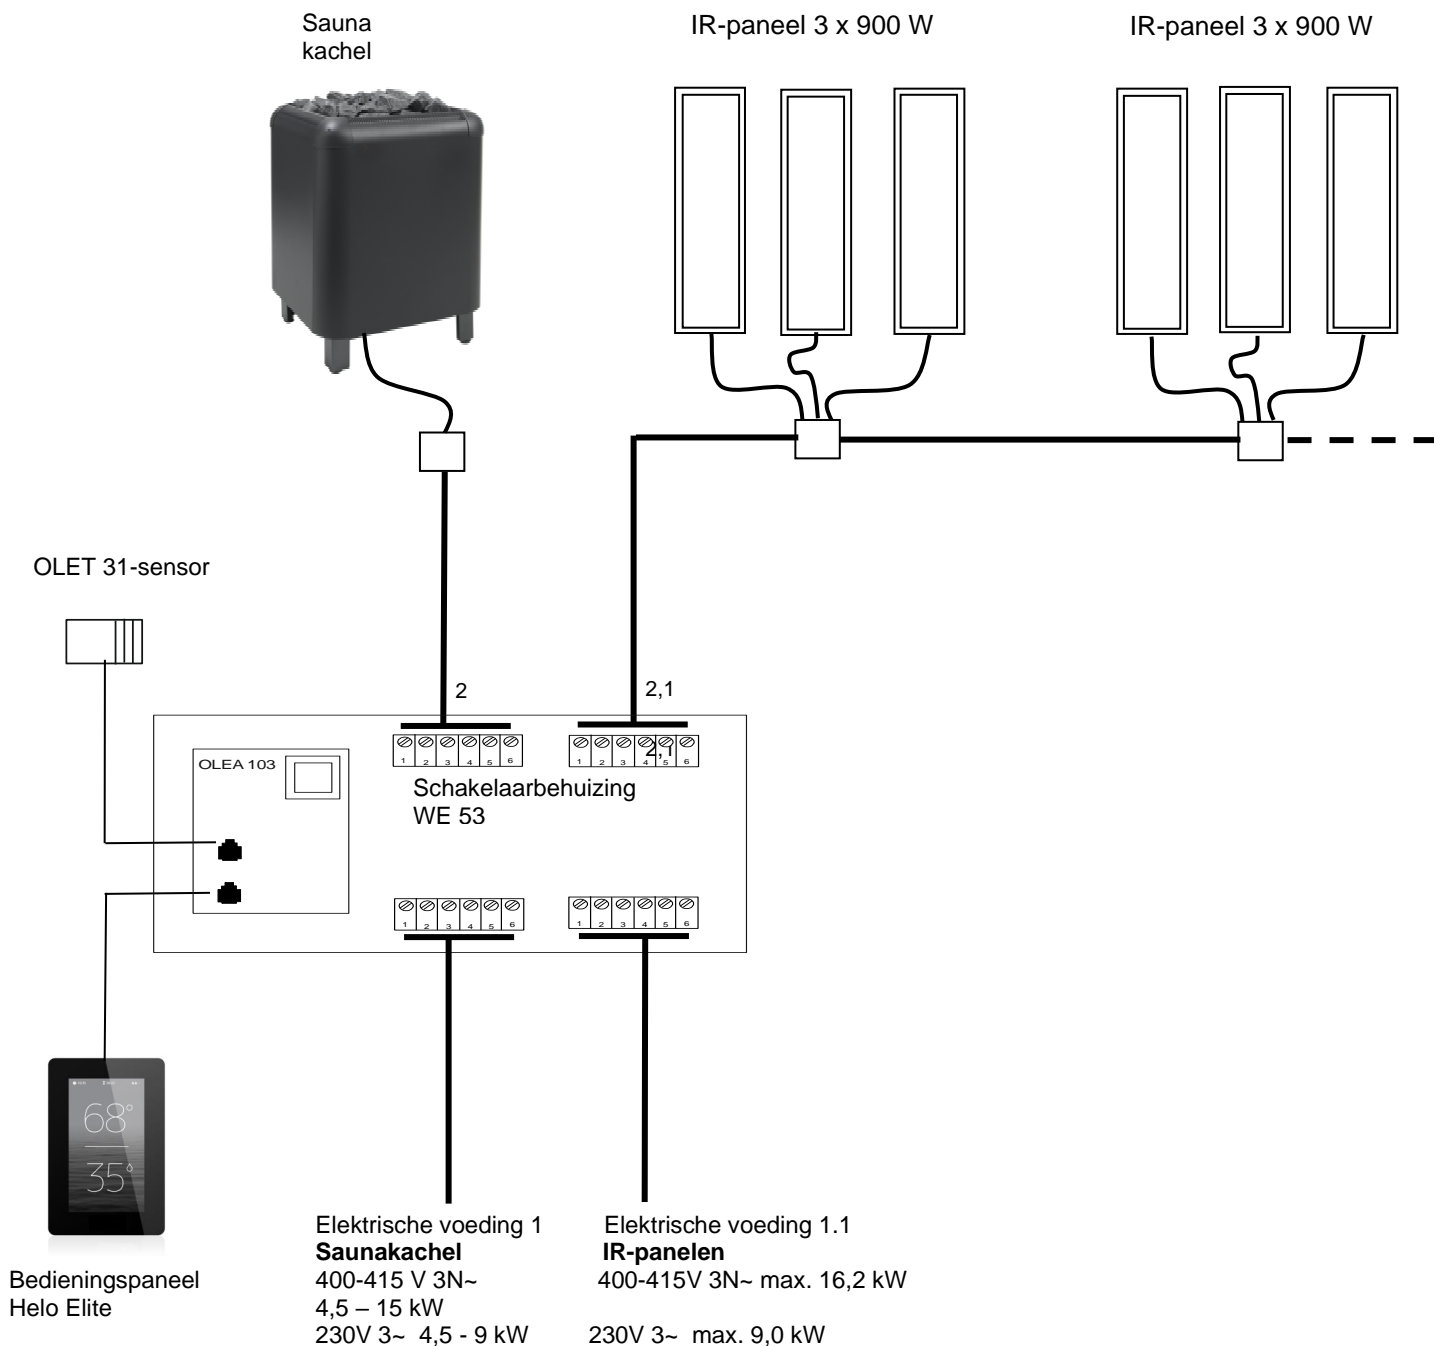 Sauna
kachel
IR-paneel 3 x 900 W
IR-paneel 3 x 900 W
OLET 31-sensor
2
2,1
OLEA 103
1 2 3 4 5 6
1 2 3 4 5 6
2,1
Schakelaarbehuizing
WE 53
1 2 3 4 5 6
1 2 3 4 5 6
68°
35°
Bedieningspaneel
Helo Elite
Elektrische voeding 1
Saunakachel
400-415 V 3N~
4,5 – 15 kW
230V 3~ 4,5 - 9 kW
Elektrische voeding 1.1
IR-panelen
400-415V 3N~ max. 16,2 kW
230V 3~ max. 9,0 kW